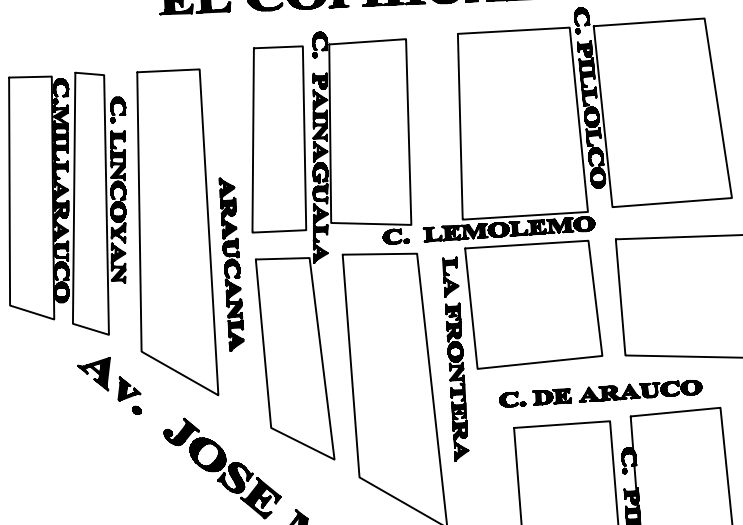 C.MILLARAUCO
C. LINCOYAN
ARAUCANIA
C. PAINAGUALA
C. PILLOLCO
C. LEMOLEMO
LA FRONTERA
C. DE ARAUCO
Av. JOSE